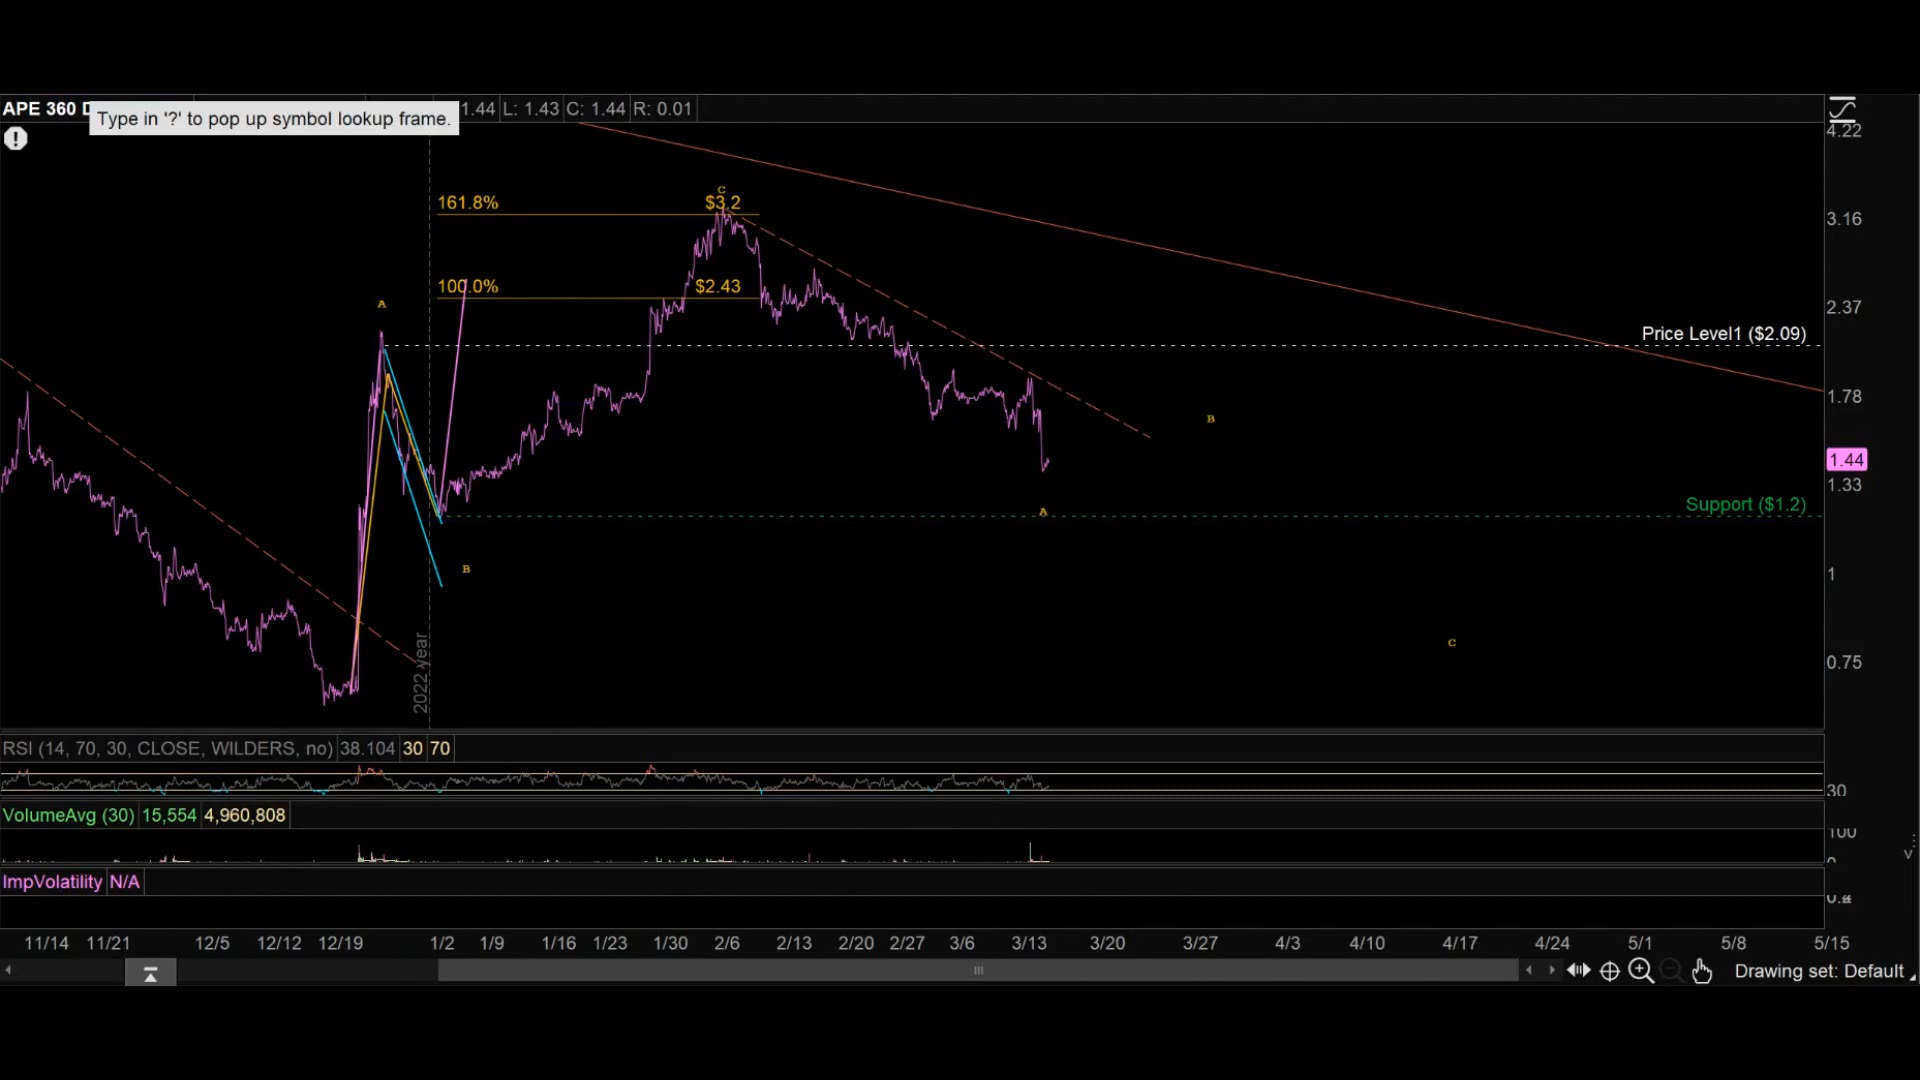 APE 360 D
Type in '?' to pop up symbol lookup frame.
1.44 L: 1.43 C: 1.44 R: 0.01
4.22
C
161.8% $3.2
3.16
100.0% $2.43
A
2.37
Price Level1 ($2.09)
1.78
B
1.44
1.33
Support ($1.2)
A
B
1
C
0.75
2022 year
RSI (14, 70, 30, CLOSE, WILDERS, no) 38.104 30 70
30
VolumeAvg (30) 15,554 4,960,808
100
0
ImpVolatility N/A
11/14 11/21 12/5 12/12 12/19 1/2 1/9 1/16 1/23 1/30 2/6 2/13 2/20 2/27 3/6 3/13 3/20 3/27 4/3 4/10 4/17 4/24 5/1 5/8 5/15
Drawing set: Default